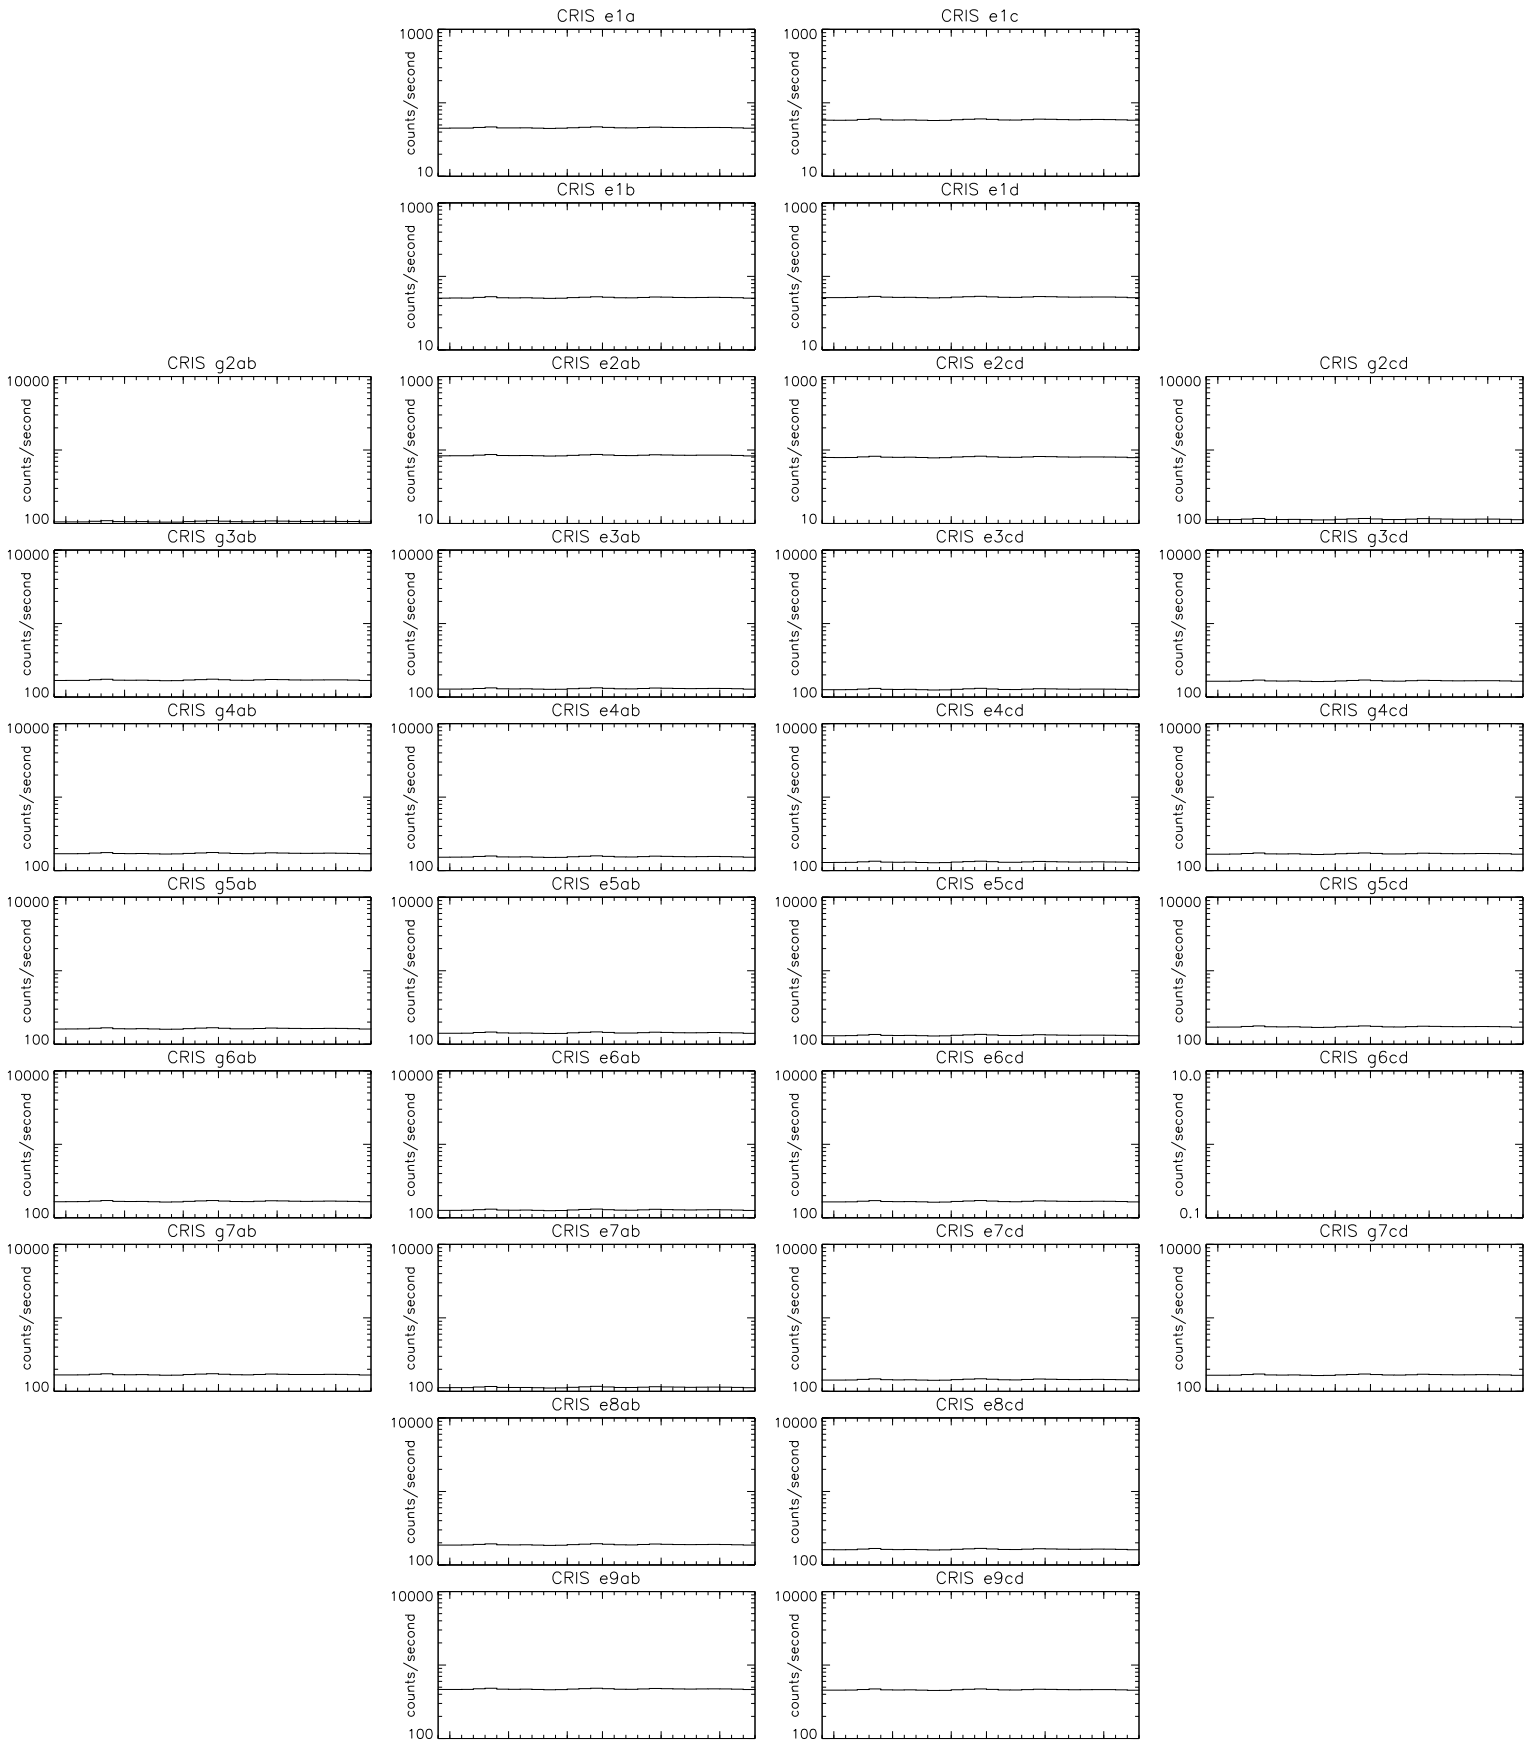 CRIS e1a
1000
counts/second
10
CRIS e1c
1000
counts/second
10
CRIS e1b
1000
counts/second
10
CRIS e1d
1000
counts/second
10
CRIS g2ab
10000
counts/second
100
CRIS e2ab
1000
counts/second
10
CRIS e2cd
1000
counts/second
10
CRIS g2cd
10000
counts/second
100
CRIS g3ab
10000
counts/second
100
CRIS e3ab
10000
counts/second
100
CRIS e3cd
10000
counts/second
100
CRIS g3cd
10000
counts/second
100
CRIS g4ab
10000
counts/second
100
CRIS e4ab
10000
counts/second
100
CRIS e4cd
10000
counts/second
100
CRIS g4cd
10000
counts/second
100
CRIS g5ab
10000
counts/second
100
CRIS e5ab
10000
counts/second
100
CRIS e5cd
10000
counts/second
100
CRIS g5cd
10000
counts/second
100
CRIS g6ab
10000
counts/second
100
CRIS e6ab
10000
counts/second
100
CRIS e6cd
10000
counts/second
100
CRIS g6cd
10.0
counts/second
0.1
CRIS g7ab
10000
counts/second
100
CRIS e7ab
10000
counts/second
100
CRIS e7cd
10000
counts/second
100
CRIS g7cd
10000
counts/second
100
CRIS e8ab
10000
counts/second
100
CRIS e8cd
10000
counts/second
100
CRIS e9ab
10000
counts/second
100
CRIS e9cd
10000
counts/second
100